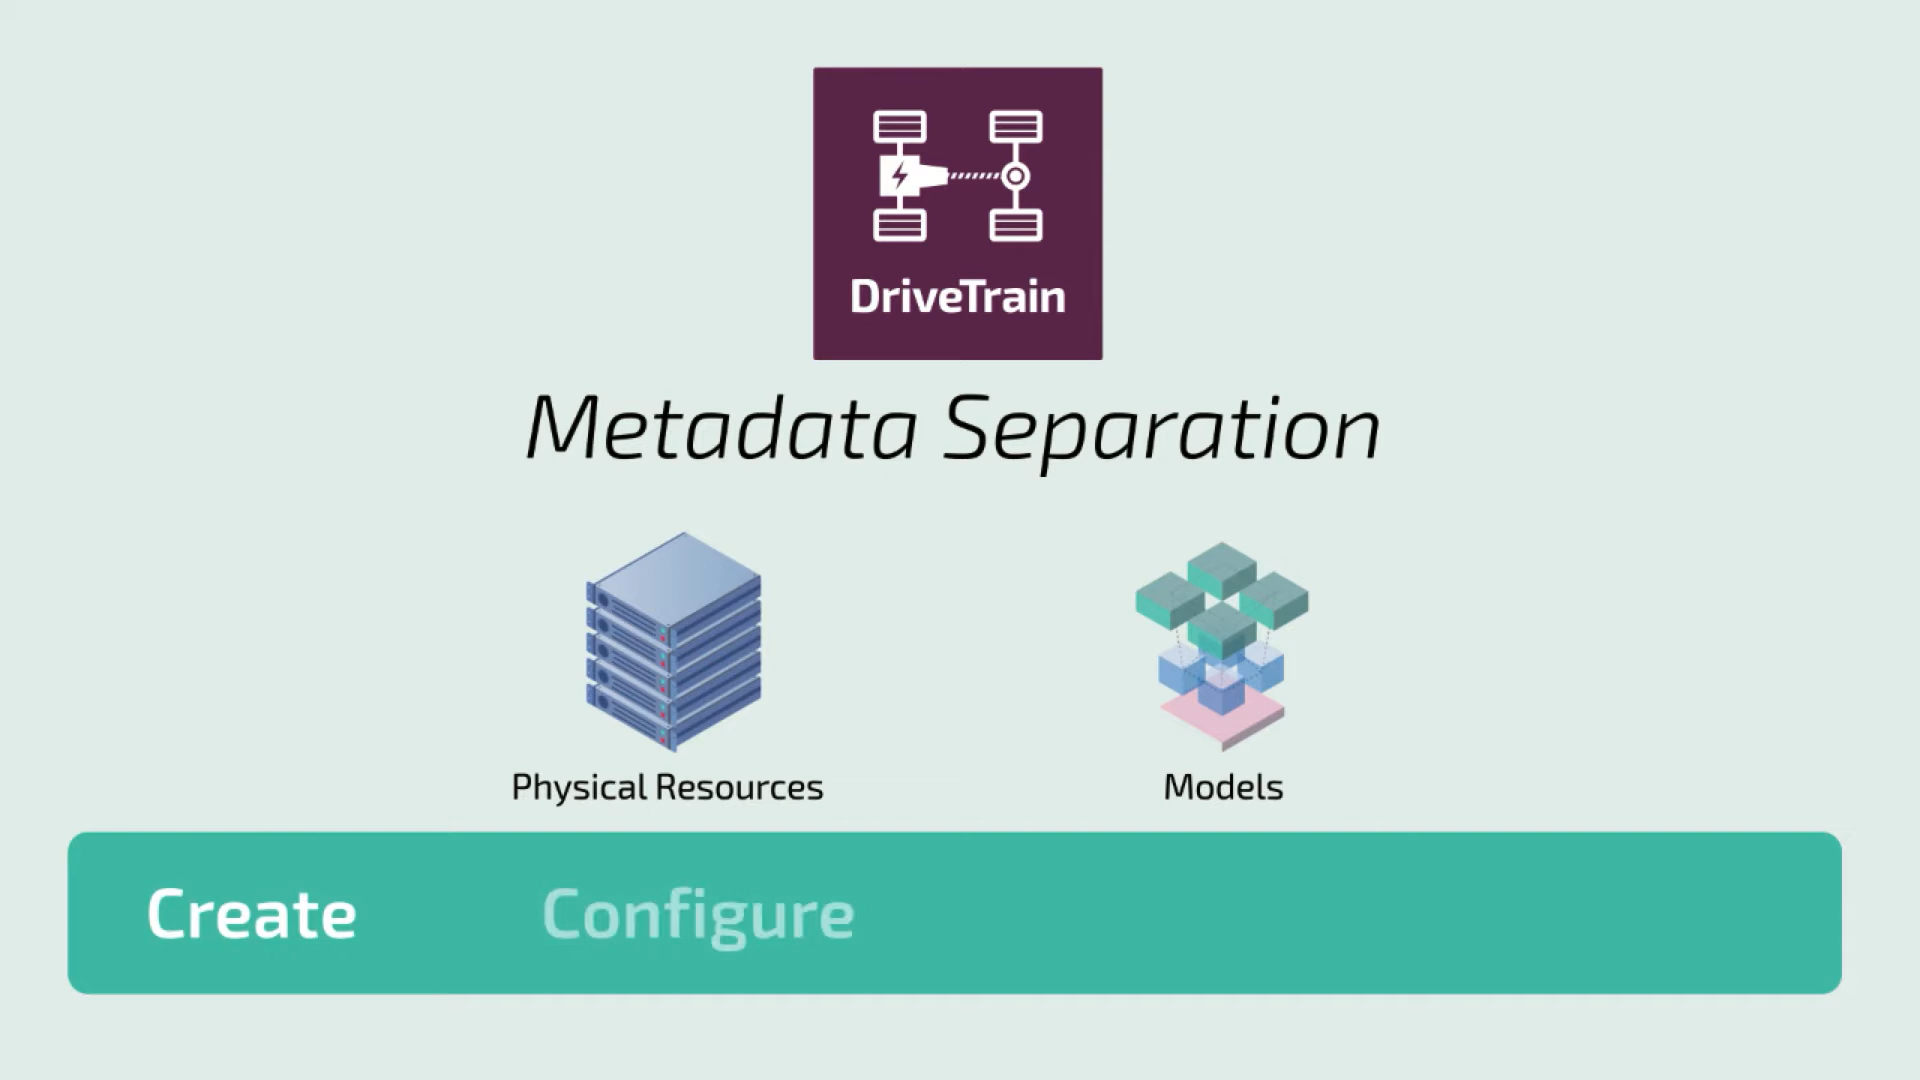 DriveTrain
Metadata Separation
Physical Resources
Models
Create
Configure